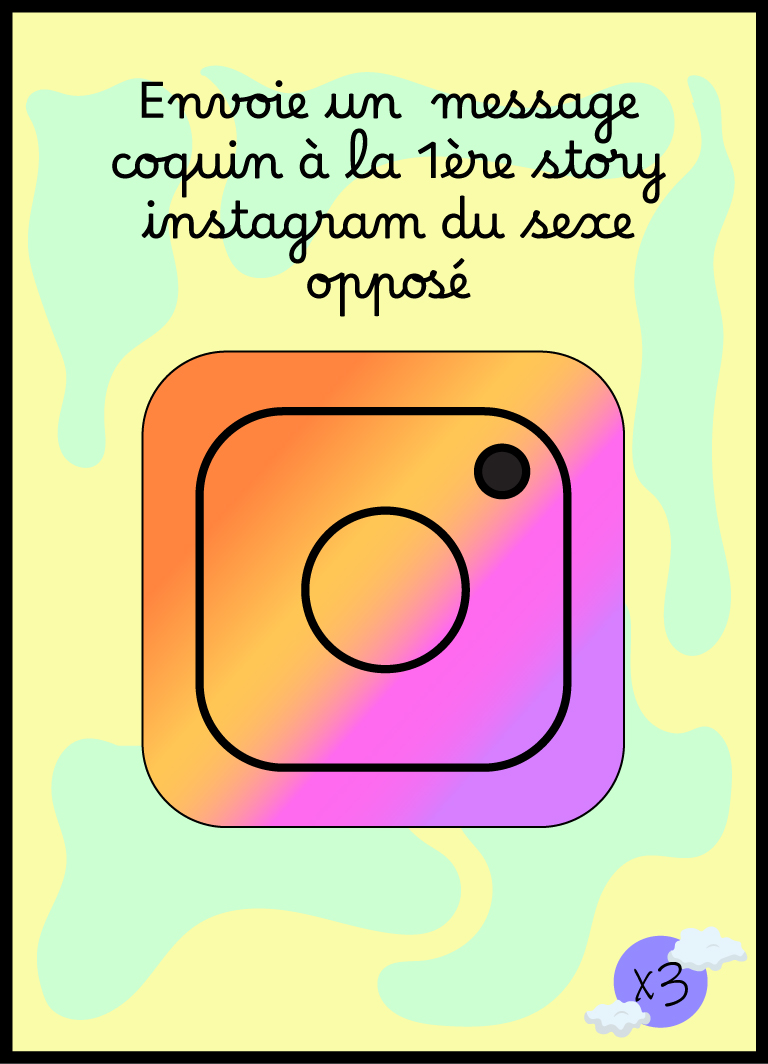 Envoie un message
coquin à la 1ère story
instagram du sexe
opposé
x3